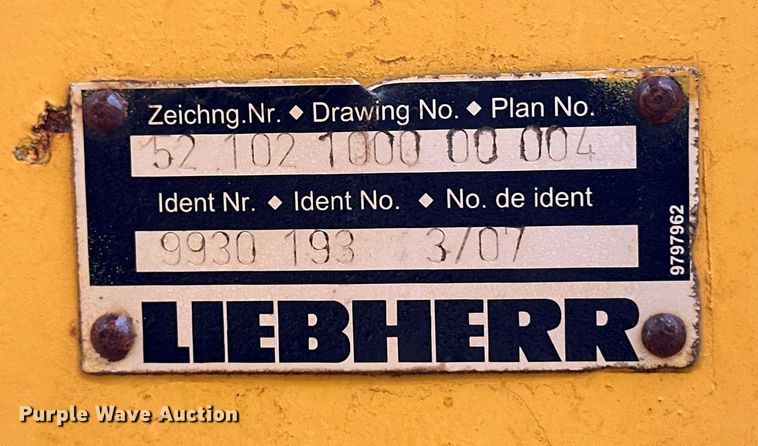 Zeichng.Nr. ◆ Drawing No. ◆ Plan No.
52 102 1000 00 004
Ident Nr. ◆ Ident No. ◆ No. de ident
9930 193 3/07
9797962
LIEBHERR
Purple Wave Auction